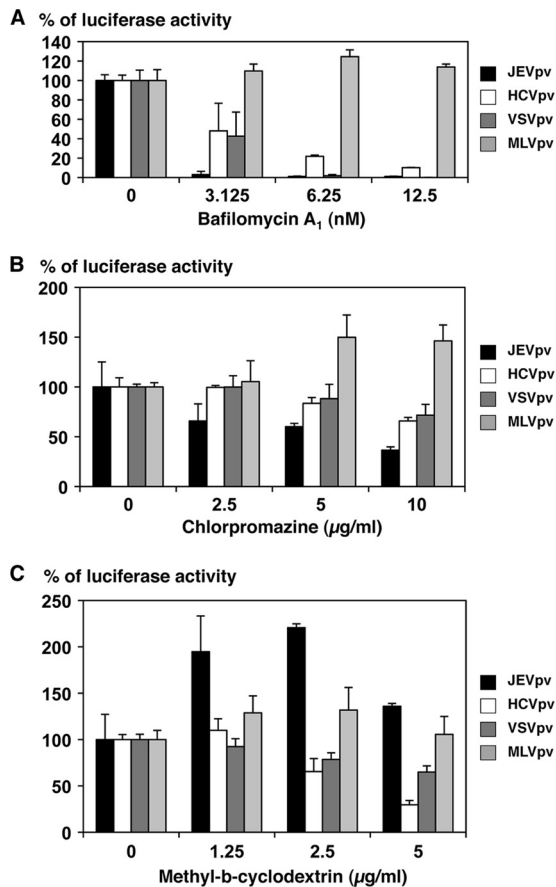 A % of luciferase activity
140
120
100
80
60
40
20
0
0 3.125 6.25 12.5
Bafilomycin A1 (nM)
JEVpv
HCVpv
VSVpv
MLVpv
B % of luciferase activity
200
150
100
50
0
0 2.5 5 10
Chlorpromazine (µg/ml)
JEVpv
HCVpv
VSVpv
MLVpv
C % of luciferase activity
250
200
150
100
50
0
0 1.25 2.5 5
Methyl-b-cyclodextrin (µg/ml)
JEVpv
HCVpv
VSVpv
MLVpv